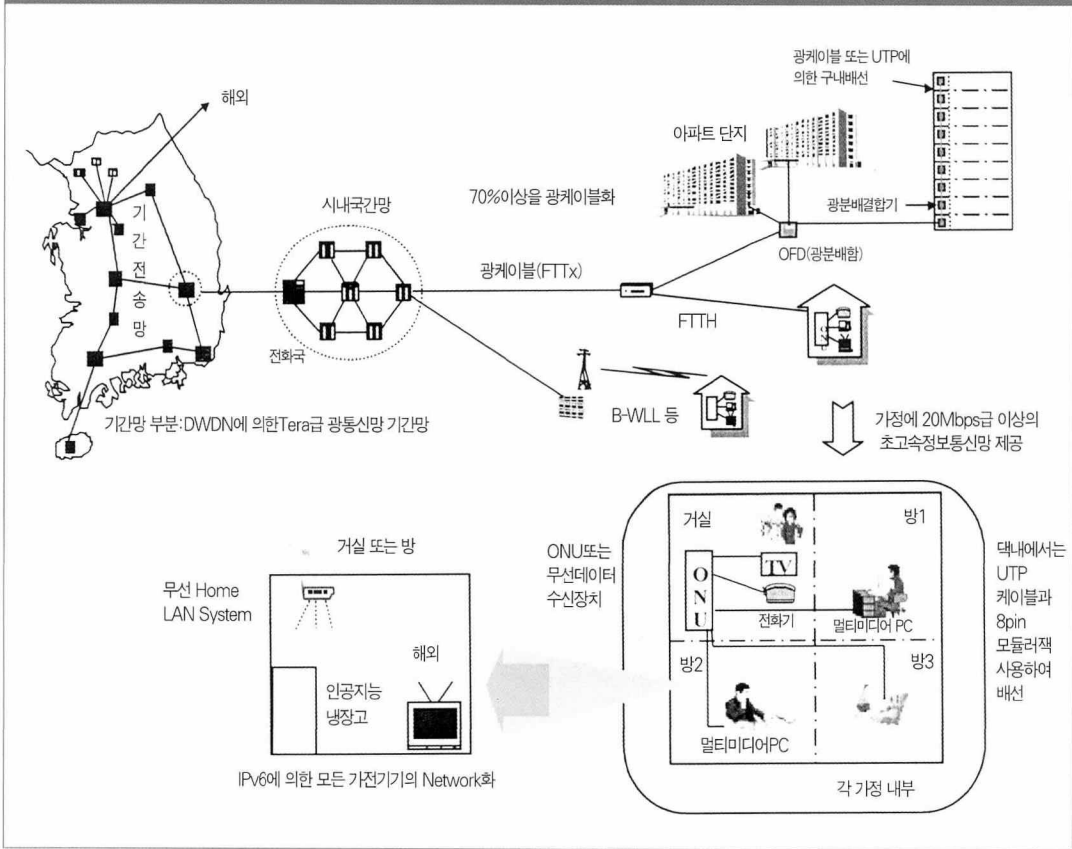 해외
기
간
전
송
망
기간망 부분:DWDN에 의한Tera급 광통신망 기간망
시내국간망
전화국
70%이상을 광케이블화
광케이블(FTTx)
아파트 단지
광케이블 또는 UTP에
의한 구내배선
광분배결합기
OFD(광분배함)
FTTH
ONU
B-WLL 등
가정에 20Mbps급 이상의
초고속정보통신망 제공
거실 또는 방
무선 Home
LAN System
해외
인공지능
냉장고
IPv6에 의한 모든 가전기기의 Network화
ONU또는
무선데이터
수신장치
거실
방1
O
N
U
TV
전화기
멀티미디어 PC
방2
방3
멀티미디어PC
각 가정 내부
댁내에서는
UTP
케이블과
8pin
모듈러잭
사용하여
배선